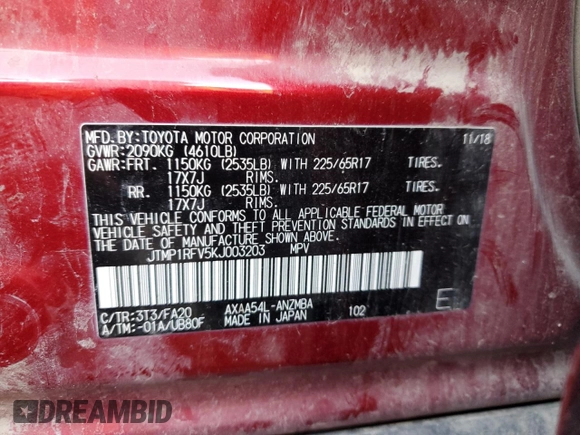 MFD.BY:TOYOTA MOTOR CORPORATION 11/18
GVWR:2090KG (4610LB)
GAWR:FRT. 1150KG (2535LB) WITH 225/65R17 TIRES.
17X7J RIMS.
RR. 1150KG (2535LB) WITH 225/65R17 TIRES.
17X7J RIMS.
THIS VEHICLE CONFORMS TO ALL APPLICABLE FEDERAL MOTOR
VEHICLE SAFETY AND THEFT PREVENTION STANDARDS IN EFFECT ON
THE DATE OF MANUFACTURE SHOWN ABOVE.
JTMP1RFV5KJ003203 MPV
C/TR:3T3/FA20 AXAA54L-ANZMBA 102 E
A/TM:-01A/UB80F MADE IN JAPAN
DREAMBID